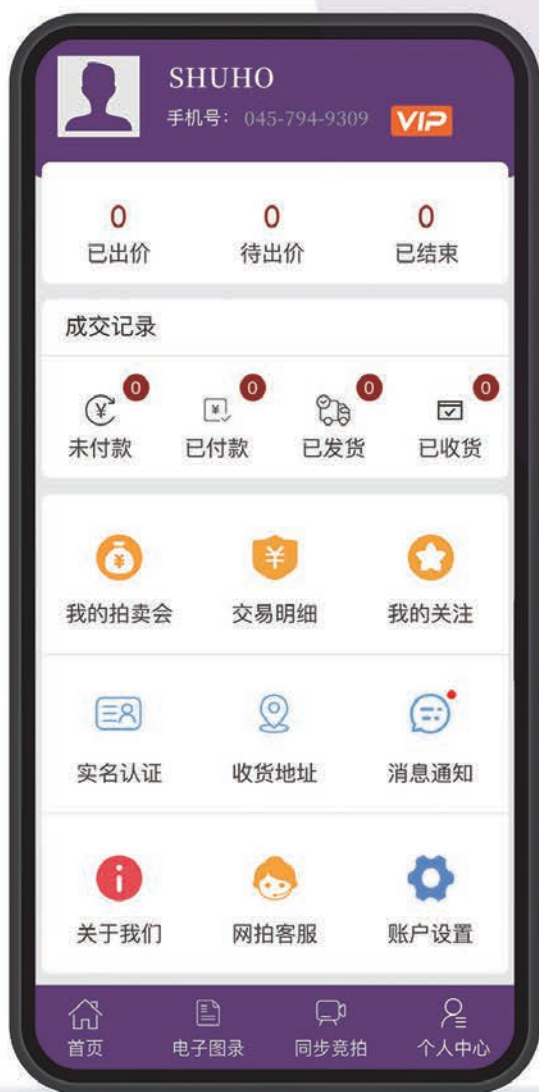 SHUHO
手机号：045-794-9309 VIP
0 0 0
已出价 待出价 已结束
成交记录
0 0 0 0
未付款 已付款 已发货 已收货
我的拍卖会 交易明细 我的关注
实名认证 收货地址 消息通知
关于我们 网拍客服 账户设置
首页 电子图录 同步竞拍 个人中心